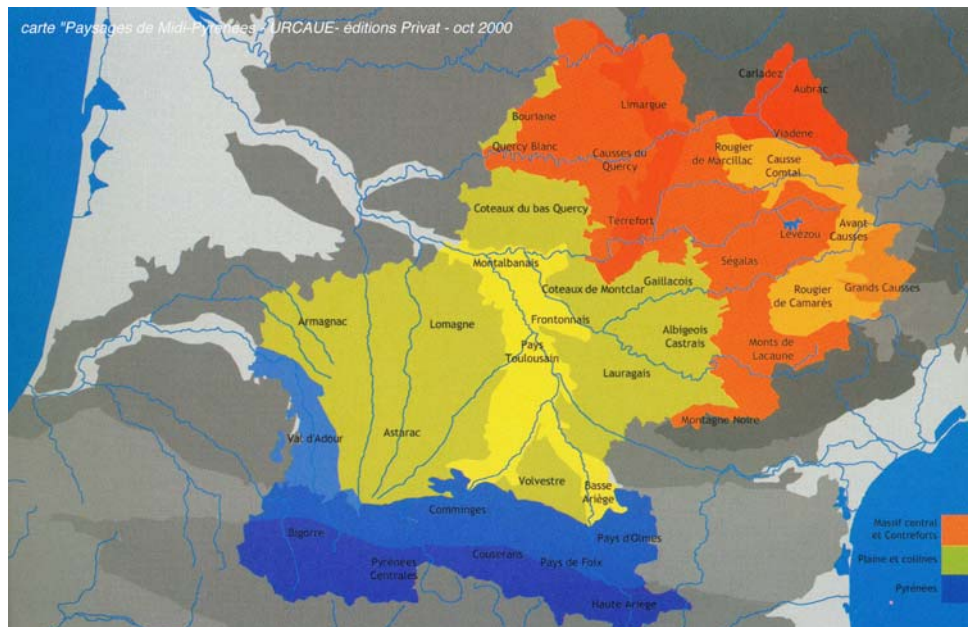 carte "Paysages de Midi-Pyrénées / URCAUE- éditions Privat - oct 2000
Carladez
Aubrac
Limargue
Bouriane
Viadene
Quercy Blanc
Causses du
Quercy
Rougier
de Marcillac
Causse
Comtal
Coteaux du bas Quercy
Terrefort
Lévézou
Avant
Causses
Montalbanais
Ségalas
Gaillacois
Coteaux de Montclar
Rougier
de Camarès
Grands Causses
Armagnac
Lomagne
Frontonnais
Albigeois
Castrais
Pays
Toulousain
Monts de
Lacaune
Lauragais
Montagne Noire
Astarac
Val d'Adour
Volvestre
Basse
Ariège
Comminges
Massif central
et Contreforts
Bigorre
Pays d'Olmes
Couserans
Plaine et collines
Pyrénées
Centrales
Pays de Foix
Pyrénées
Haute Ariège